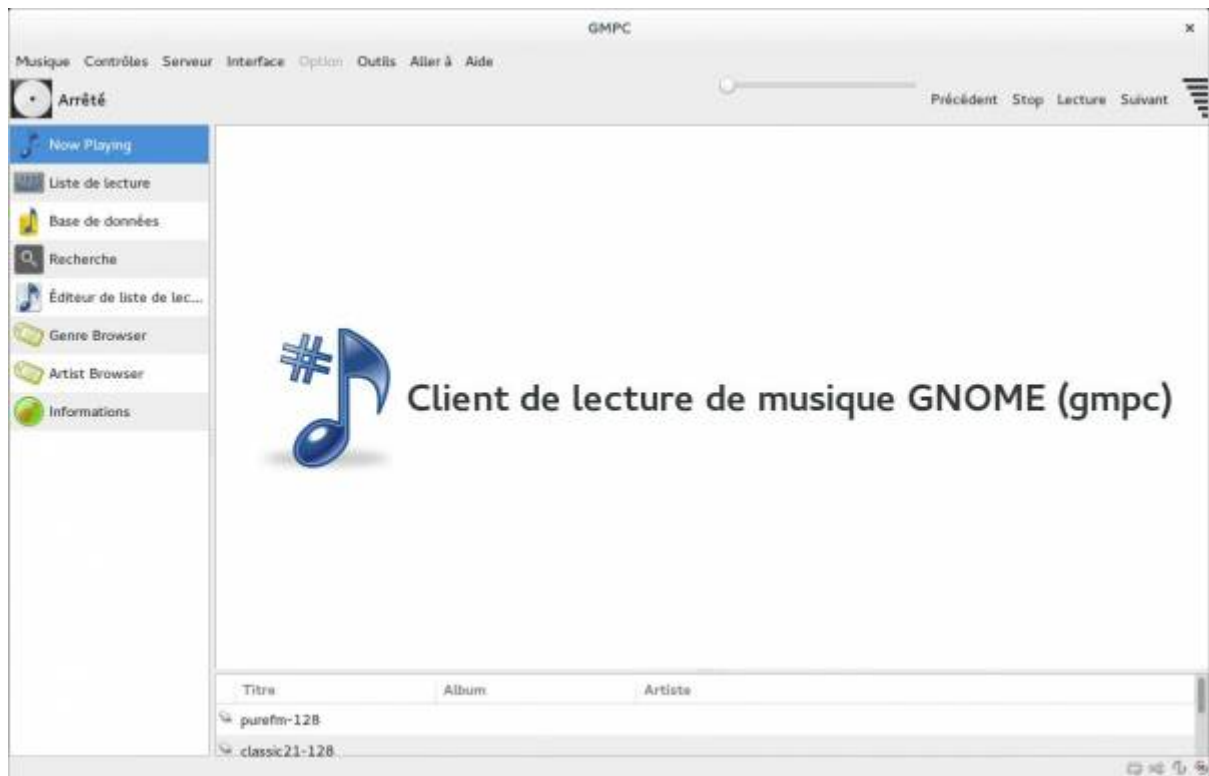 GMPC
Musique Contrôles Serveur Interface Option Outils Aller à Aide
Arrêté
Précédent Stop Lecture Suivant
Now Playing
Liste de lecture
Base de données
Recherche
Éditeur de liste de lec...
Genre Browser
Artist Browser
Informations
Client de lecture de musique GNOME (gmpc)
Titre Album Artiste
purefm-128
classic21-128